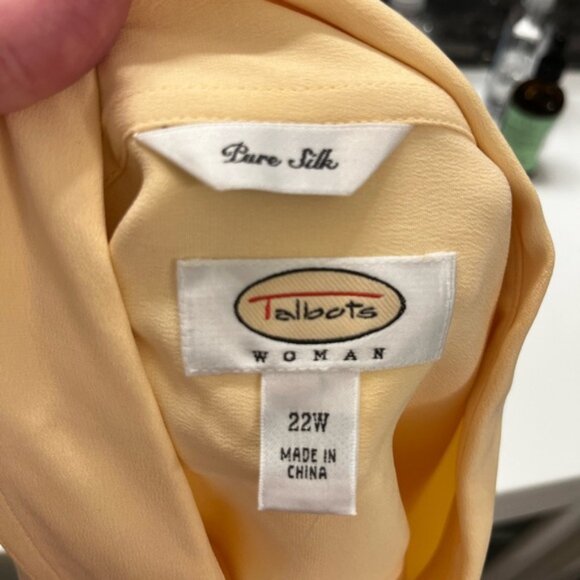 Pure Silk
Talbots
WOMAN
22W
MADE IN
CHINA